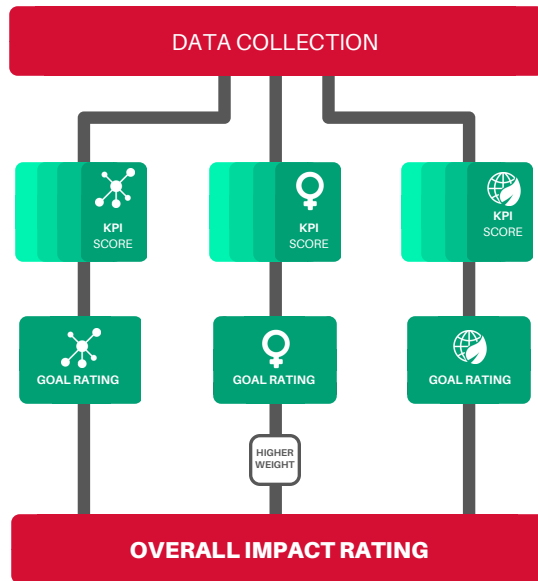 DATA COLLECTION
KPI
SCORE
KPI
SCORE
KPI
SCORE
GOAL RATING
GOAL RATING
GOAL RATING
HIGHER
WEIGHT
OVERALL IMPACT RATING